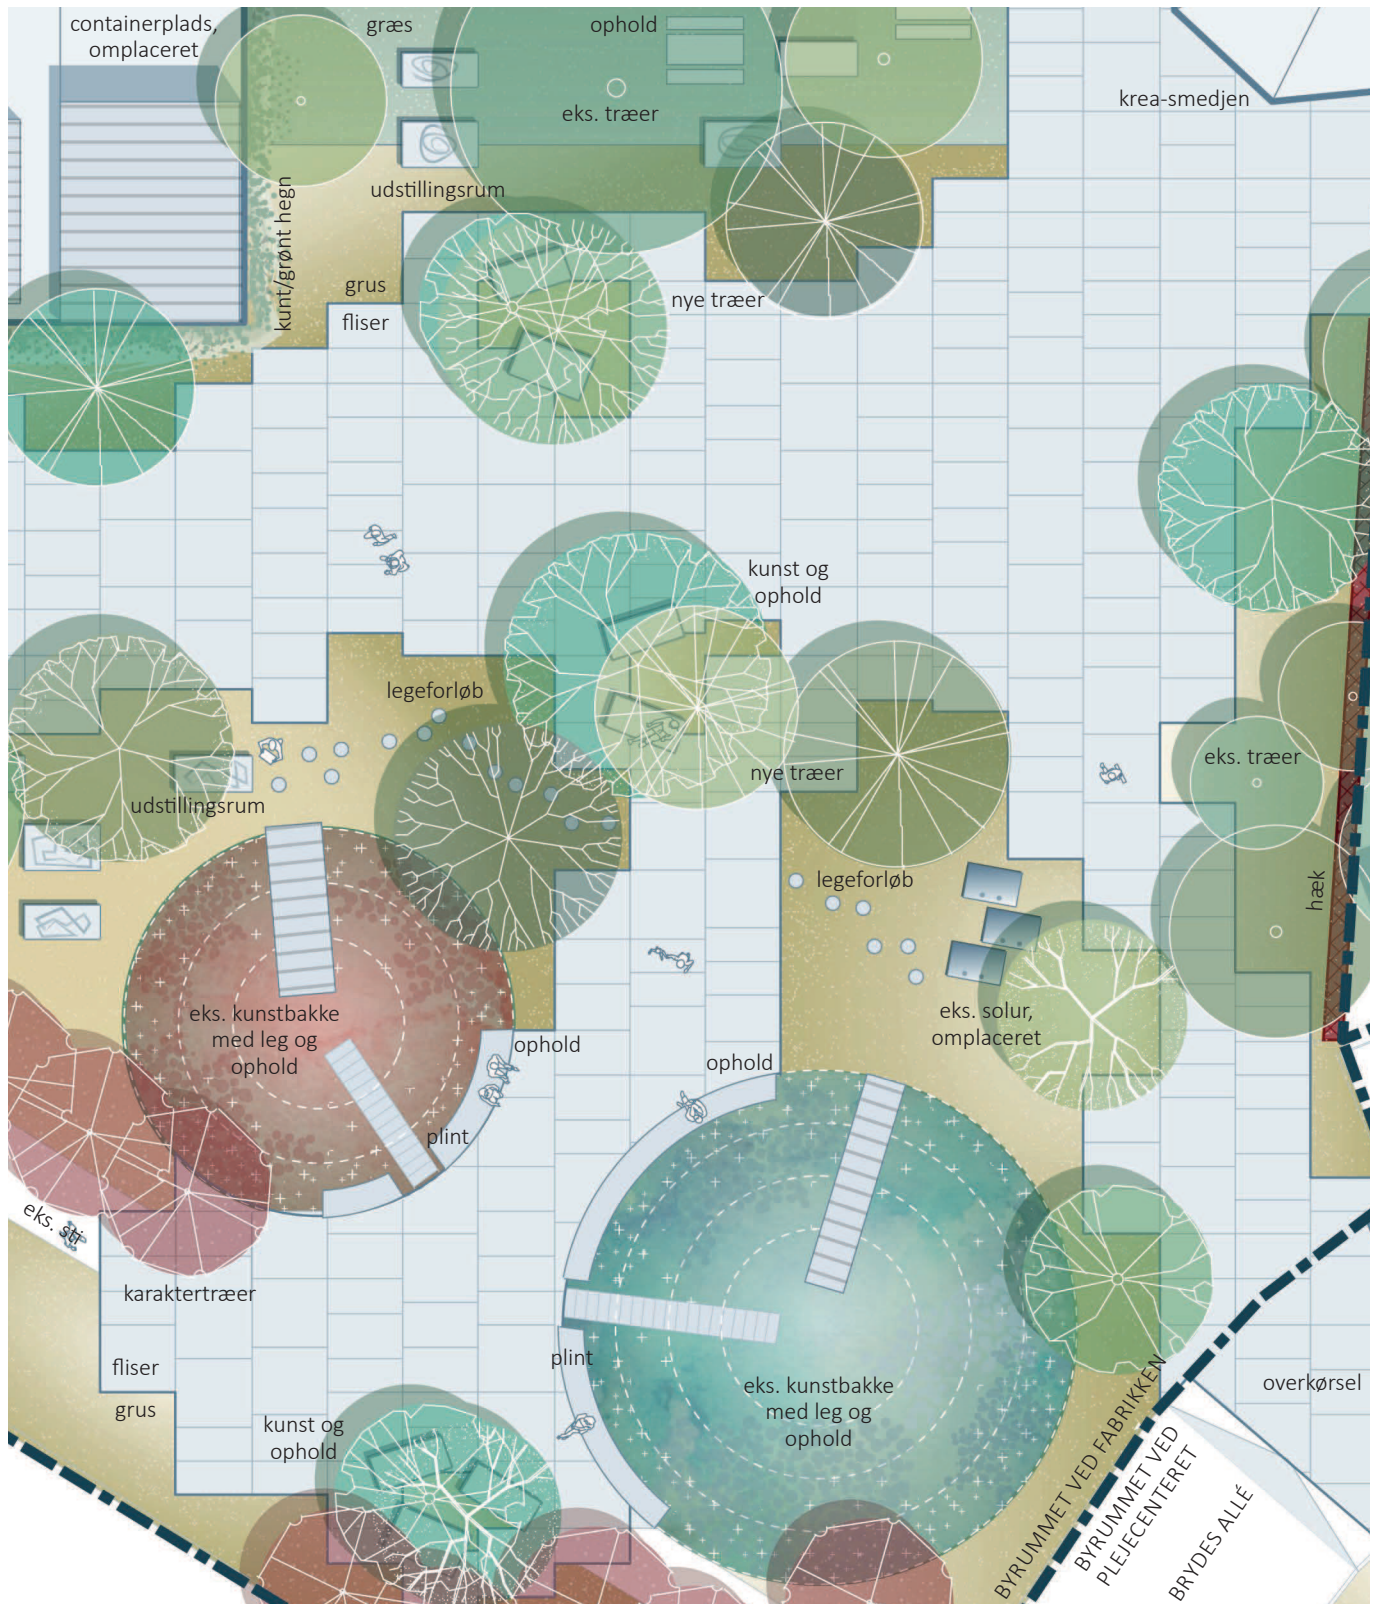 containerplads,
omplaceret
græs
ophold
eks. træer
krea-smedjen
udstillingsrum
kunt/grønt hegn
grus
fliser
nye træer
kunst og
ophold
legeforløb
udstillingsrum
nye træer
eks. træer
legeforløb
hæk
eks. kunstbakke
med leg og
ophold
eks. solur,
omplaceret
ophold
ophold
plint
eks. sti
karaktertræer
plint
fliser
grus
eks. kunstbakke
med leg og
ophold
overkørsel
kunst og
ophold
BYRUMMET VED FABRIKKEN
BYRUMMET VED
PLEJECENTERET
BRYDES ALLÉ